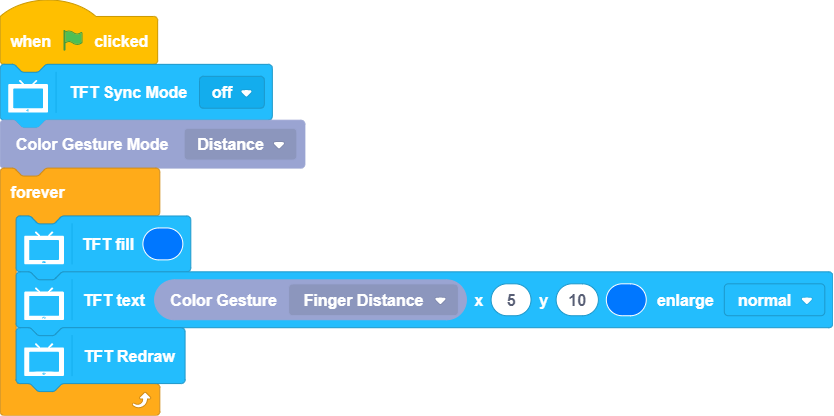 when clicked
TFT Sync Mode off
Color Gesture Mode Distance
forever
TFT fill
TFT text Color Gesture Finger Distance x 5 y 10 enlarge normal
TFT Redraw